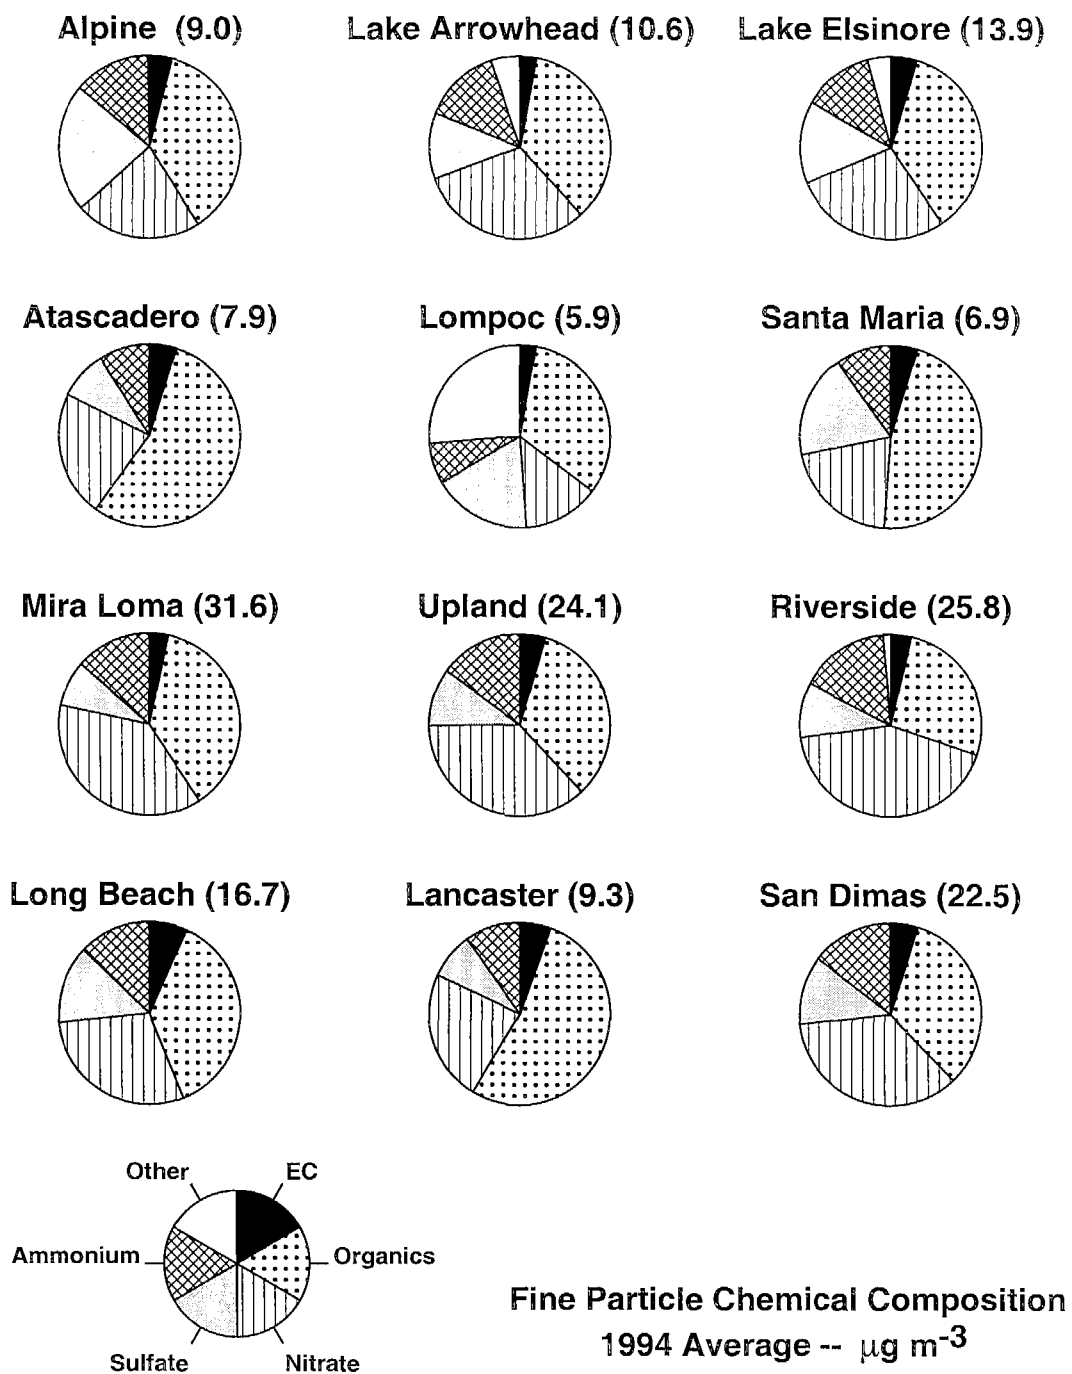 Alpine (9.0)
Lake Arrowhead (10.6)
Lake Elsinore (13.9)
Atascadero (7.9)
Lompoc (5.9)
Santa Maria (6.9)
Mira Loma (31.6)
Upland (24.1)
Riverside (25.8)
Long Beach (16.7)
Lancaster (9.3)
San Dimas (22.5)
Other
EC
Ammonium
Organics
Sulfate
Nitrate
Fine Particle Chemical Composition
1994 Average -- μg m⁻³